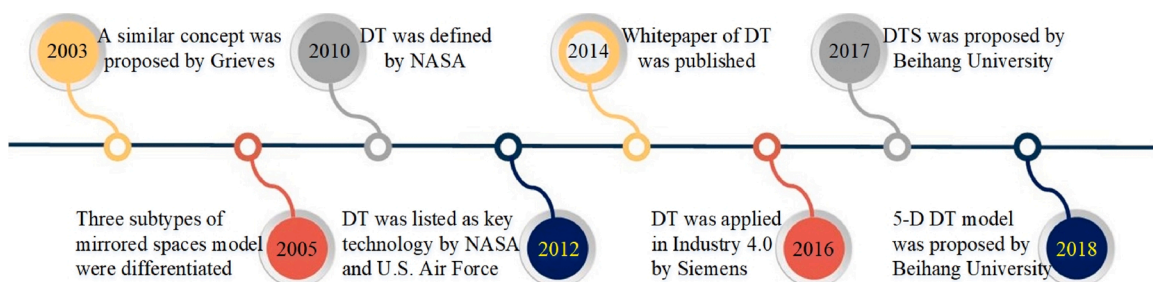 2003
A similar concept was
proposed by Grieves
2010
DT was defined
by NASA
2014
Whitepaper of DT
was published
2017
DTS was proposed by
Beihang University
Three subtypes of
mirrored spaces model
were differentiated
2005
DT was listed as key
technology by NASA
and U.S. Air Force
2012
DT was applied
in Industry 4.0
by Siemens
2016
5-D DT model
was proposed by
Beihang University
2018